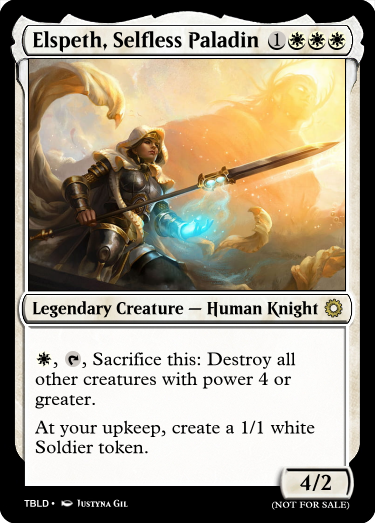 Elspeth, Selfless Paladin 1
Legendary Creature — Human Knight
, , Sacrifice this: Destroy all
other creatures with power 4 or
greater.
At your upkeep, create a 1/1 white
Soldier token.
4/2
TBLD • Justyna Gil
(NOT FOR SALE)